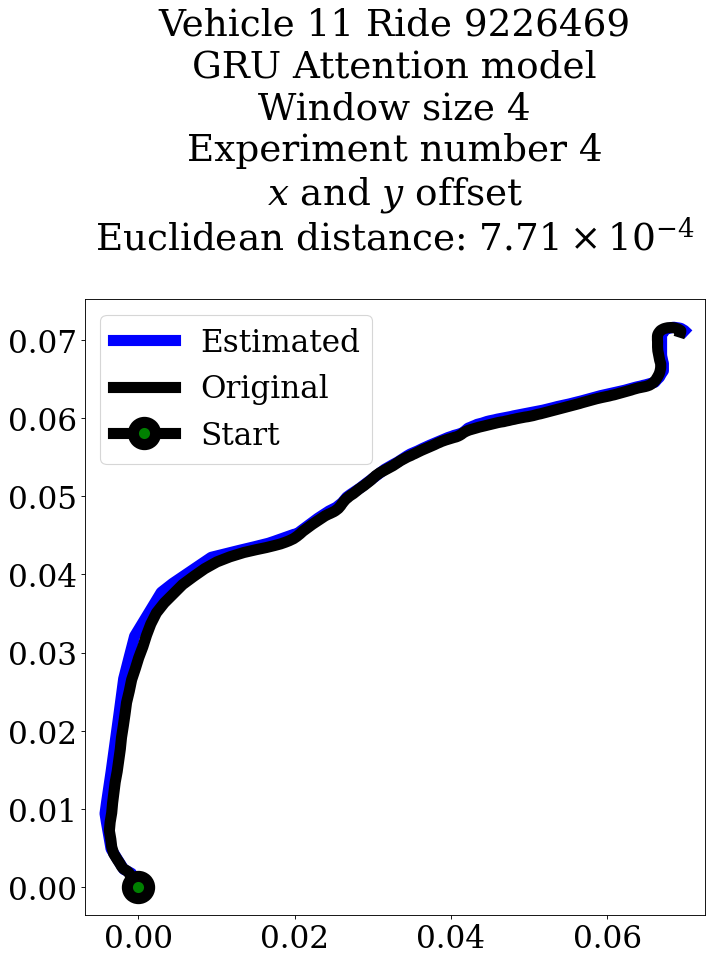 Vehicle 11 Ride 9226469
GRU Attention model
Window size 4
Experiment number 4
x and y offset
Euclidean distance: 7.71 × 10⁻⁴
Estimated
Original
Start
0.07
0.06
0.05
0.04
0.03
0.02
0.01
0.00
0.00 0.02 0.04 0.06